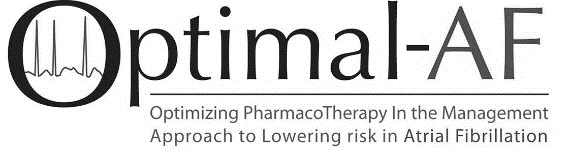 Optimal-AF
Optimizing PharmacoTherapy In the Management
Approach to Lowering risk in Atrial Fibrillation